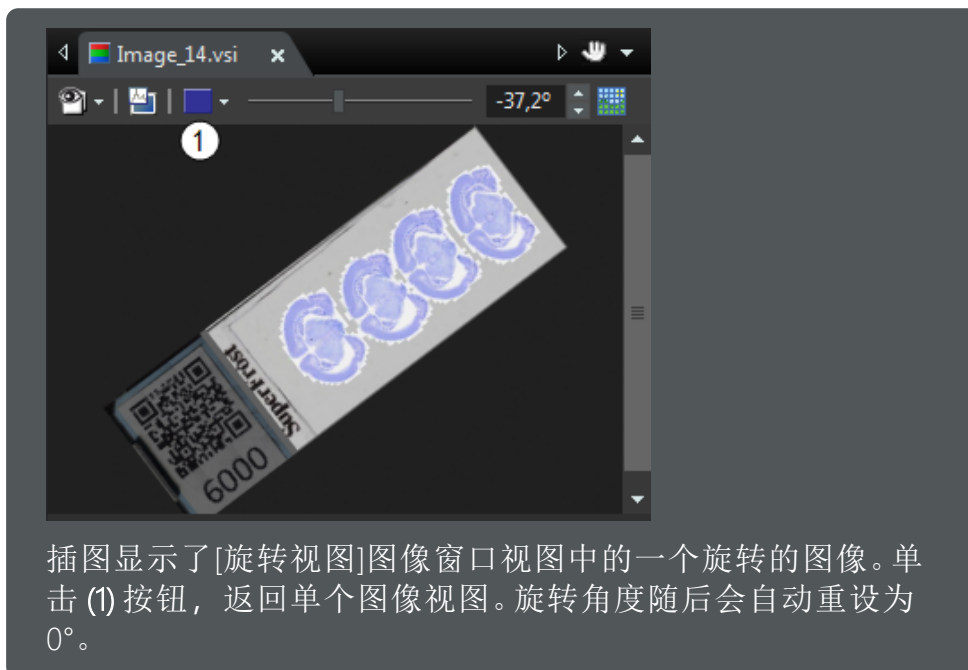 Image_14.vsi
-37,2º
1
SuperFrost
6000
插图显示了[旋转视图]图像窗口视图中的一个旋转的图像。单
击 (1) 按钮，返回单个图像视图。旋转角度随后会自动重设为
0°。